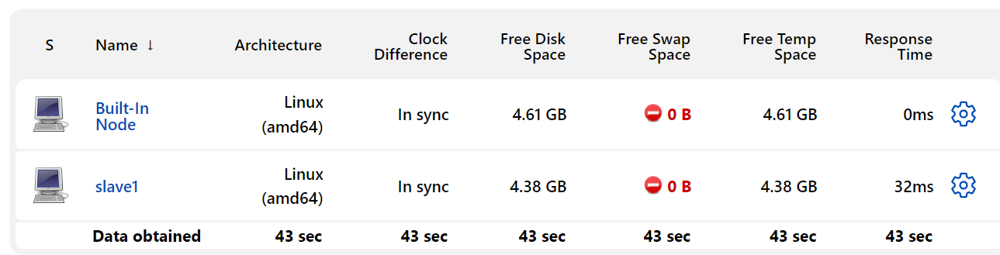 S Name ↓ Architecture Clock Difference Free Disk Space Free Swap Space Free Temp Space Response Time
Built-In Node Linux (amd64) In sync 4.61 GB 0 B 4.61 GB 0ms
slave1 Linux (amd64) In sync 4.38 GB 0 B 4.38 GB 32ms
Data obtained 43 sec 43 sec 43 sec 43 sec 43 sec 43 sec